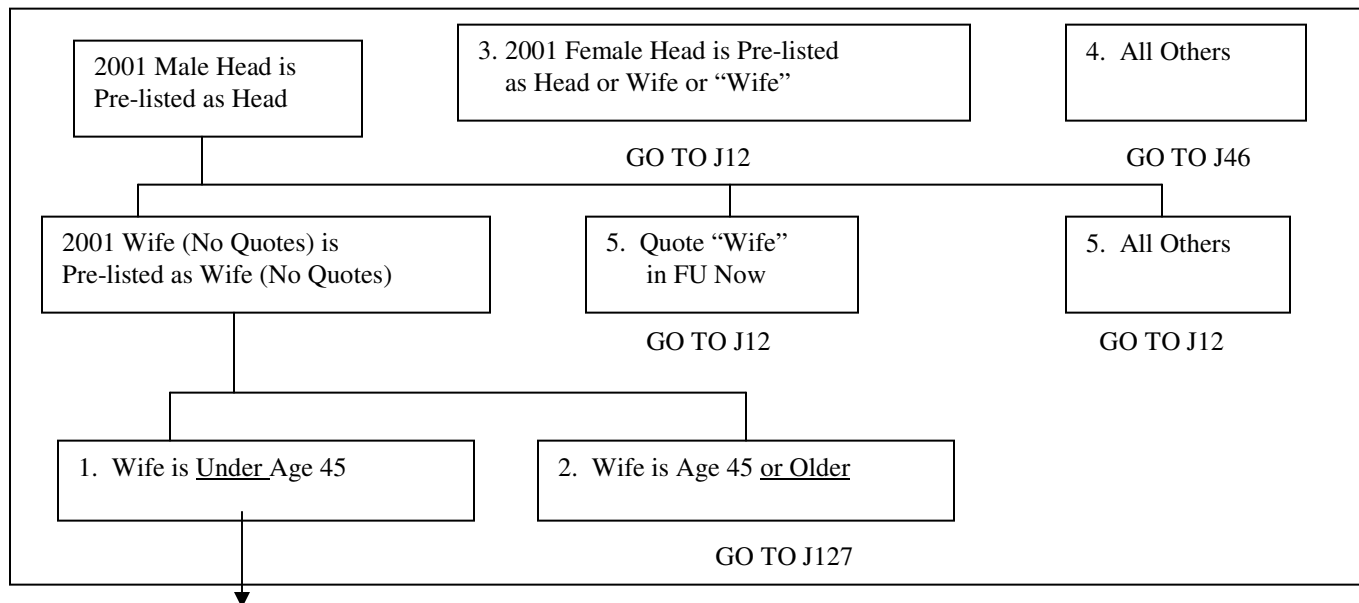 2001 Male Head is
Pre-listed as Head
3. 2001 Female Head is Pre-listed
as Head or Wife or “Wife”
4. All Others
GO TO J12
GO TO J46
2001 Wife (No Quotes) is
Pre-listed as Wife (No Quotes)
5. Quote “Wife”
in FU Now
5. All Others
GO TO J12
GO TO J12
1. Wife is Under Age 45
2. Wife is Age 45 or Older
GO TO J127